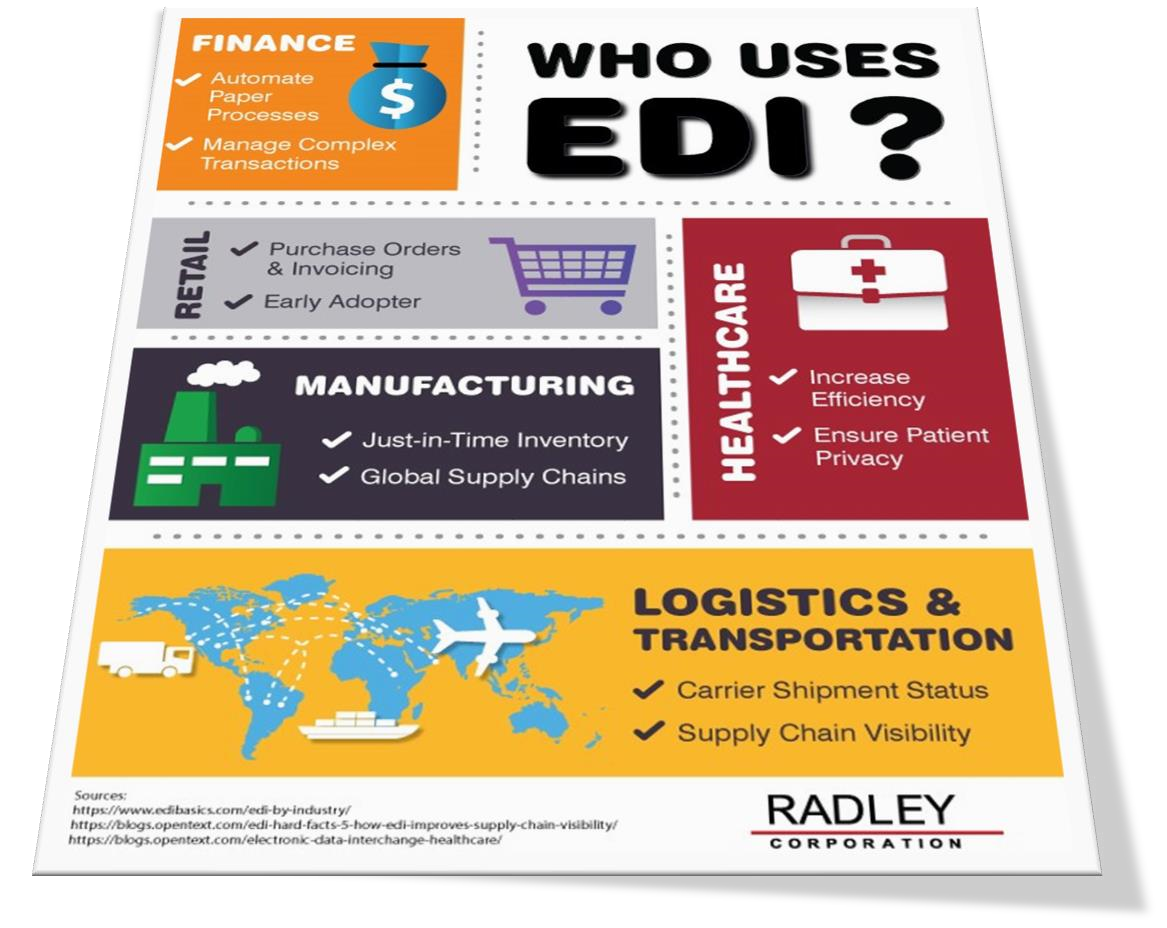 FINANCE
Automate
Paper
Processes
Manage Complex
Transactions
$
WHO USES
EDI ?
RETAIL
Purchase Orders
& Invoicing
Early Adopter
HEALTHCARE
Increase
Efficiency
Ensure Patient
Privacy
MANUFACTURING
Just-in-Time Inventory
Global Supply Chains
LOGISTICS &
TRANSPORTATION
Carrier Shipment Status
Supply Chain Visibility
Sources:
https://www.edibasics.com/edi-by-industry/
https://blogs.opentext.com/edi-hard-facts-5-how-edi-improves-supply-chain-visibility/
https://blogs.opentext.com/electronic-data-interchange-healthcare/
RADLEY
CORPORATION